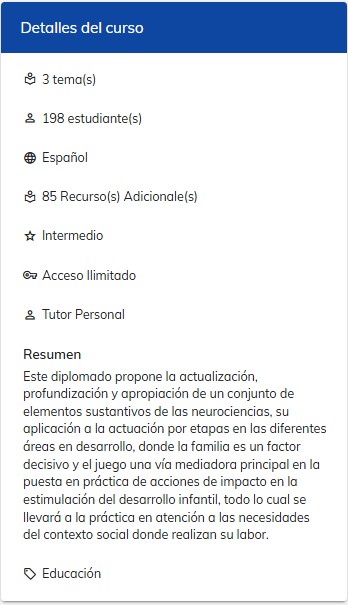 Detalles del curso
3 tema(s)
198 estudiante(s)
Español
85 Recurso(s) Adicionale(s)
Intermedio
Acceso Ilimitado
Tutor Personal
Resumen
Este diplomado propone la actualización,
profundización y apropiación de un conjunto de
elementos sustantivos de las neurociencias, su
aplicación a la actuación por etapas en las diferentes
áreas en desarrollo, donde la familia es un factor
decisivo y el juego una vía mediadora principal en la
puesta en práctica de acciones de impacto en la
estimulación del desarrollo infantil, todo lo cual se
llevará a la práctica en atención a las necesidades
del contexto social donde realizan su labor.
Educación